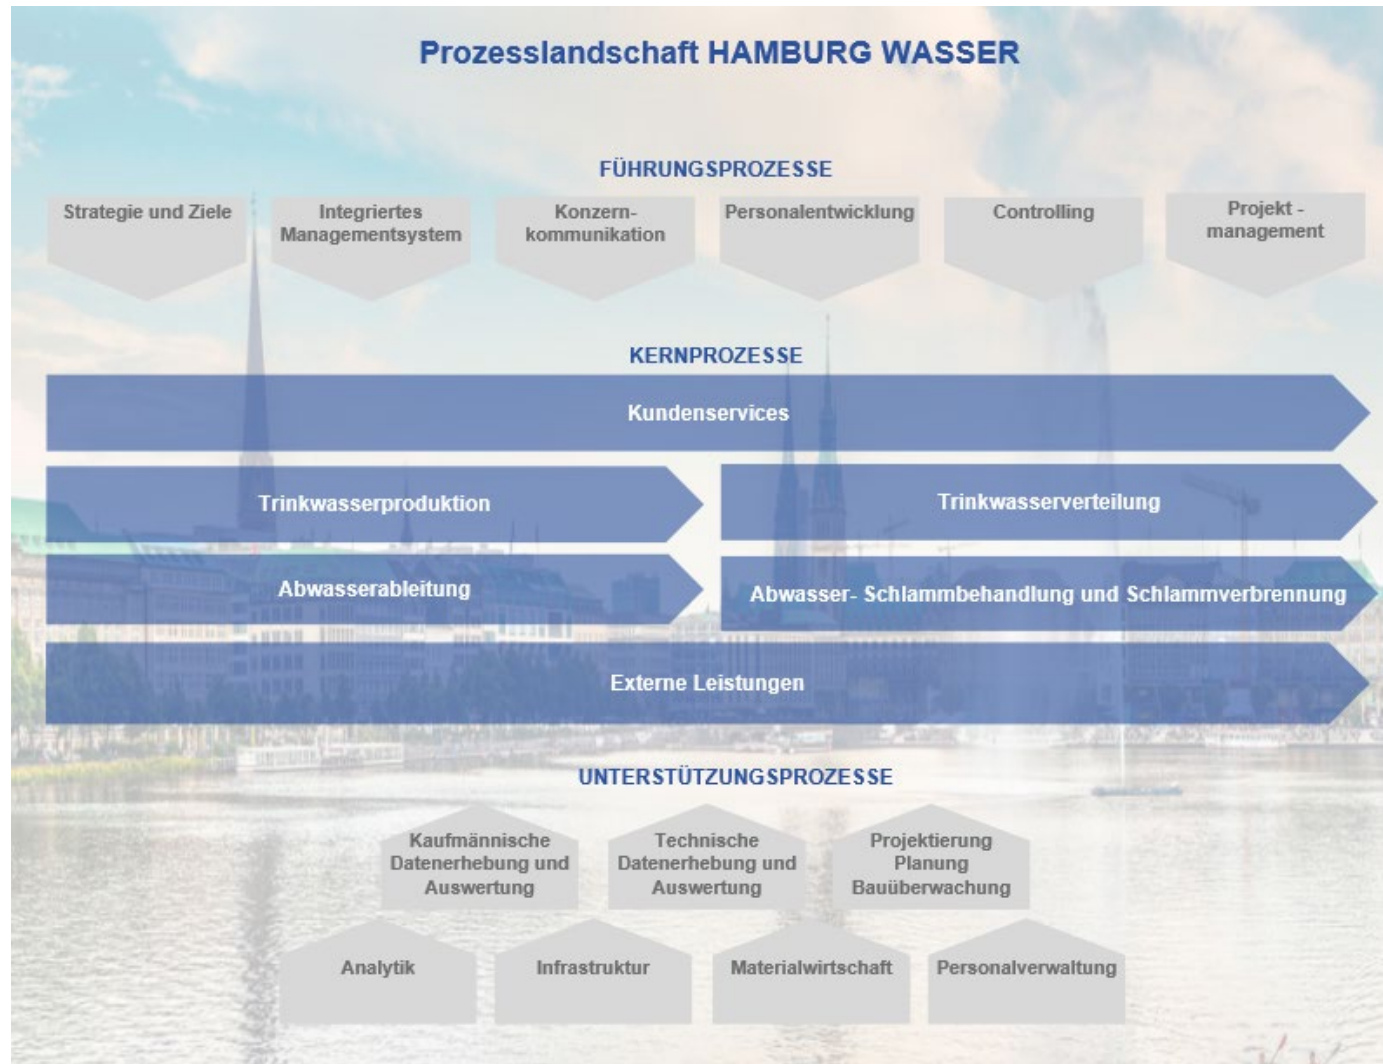 Prozesslandschaft HAMBURG WASSER
FÜHRUNGSPROZESSE
Strategie und Ziele
Integriertes
Managementsystem
Konzern-
kommunikation
Personalentwicklung
Controlling
Projekt -
management
KERNPROZESSE
Kundenservices
Trinkwasserproduktion
Trinkwasserverteilung
Abwasserableitung
Abwasser- Schlammbehandlung und Schlammverbrennung
Externe Leistungen
UNTERSTÜTZUNGSPROZESSE
Kaufmännische
Datenerhebung und
Auswertung
Technische
Datenerhebung und
Auswertung
Projektierung
Planung
Bauüberwachung
Analytik
Infrastruktur
Materialwirtschaft
Personalverwaltung